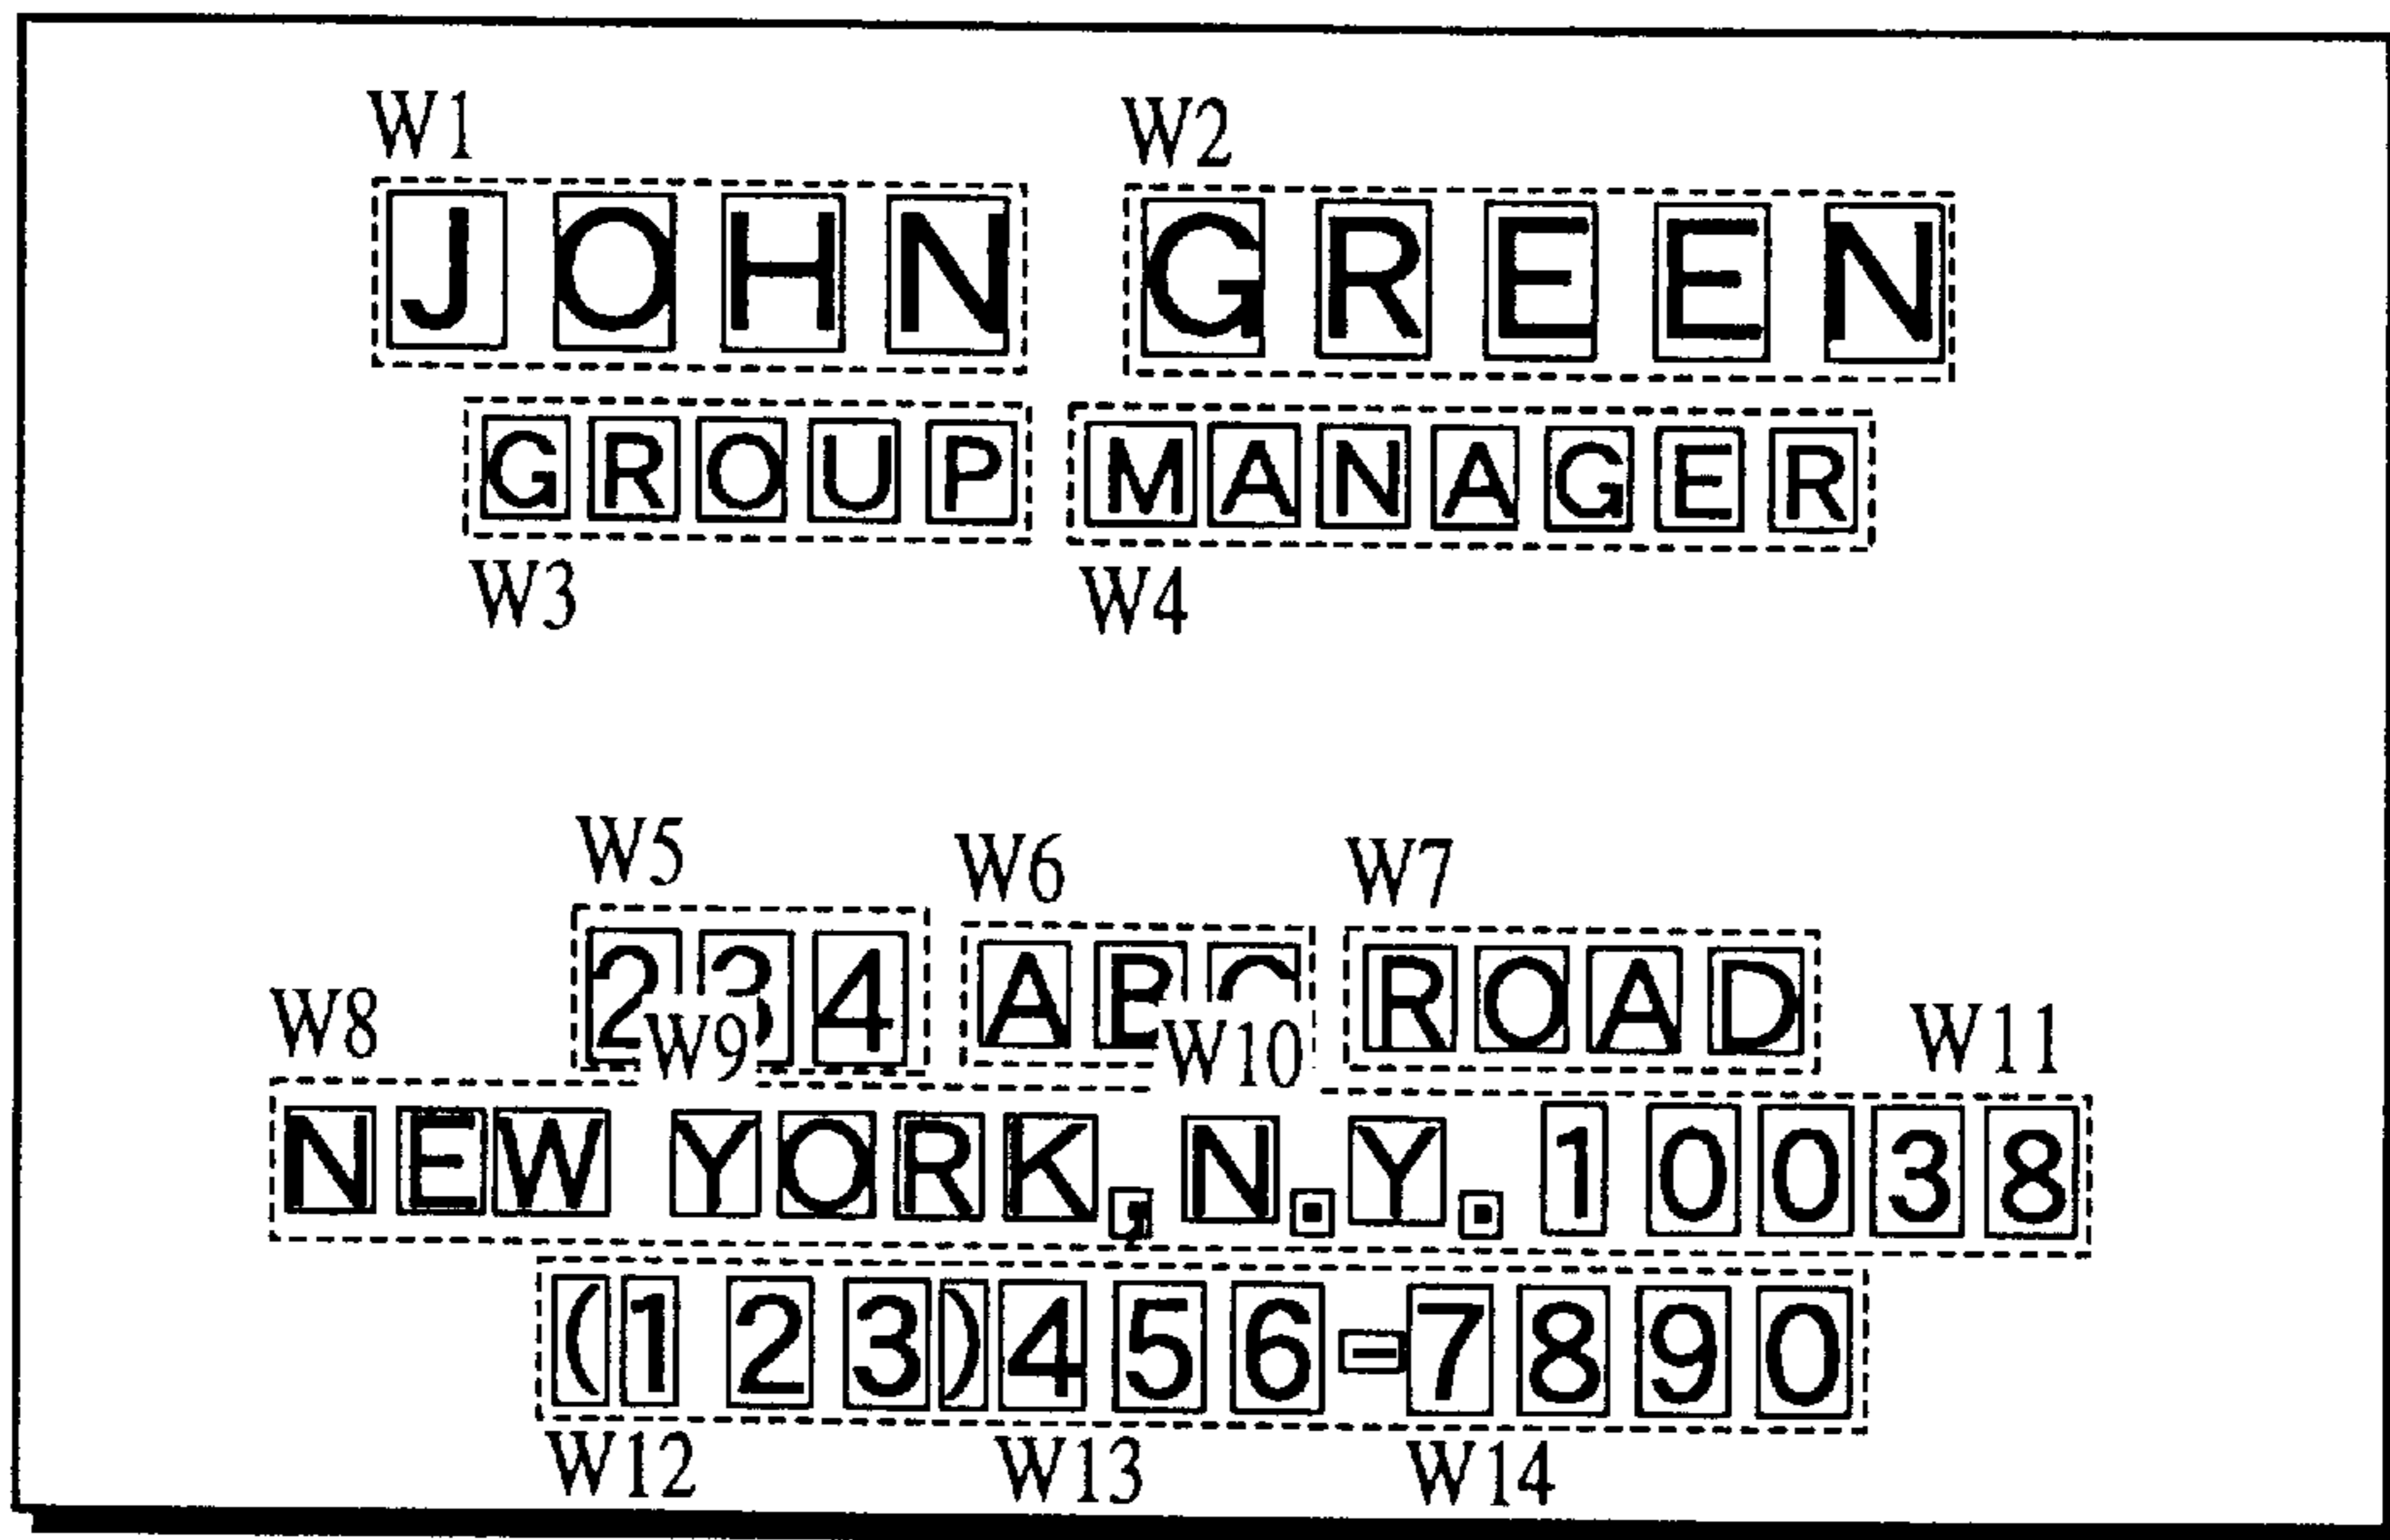 W1 W2
JOHN GREEN
GROUP MANAGER
W3 W4
W5 W6 W7
234 ABC ROAD
W8 W9 W10 W11
NEW YORK, N.Y. 10038
(123)456-7890
W12 W13 W14